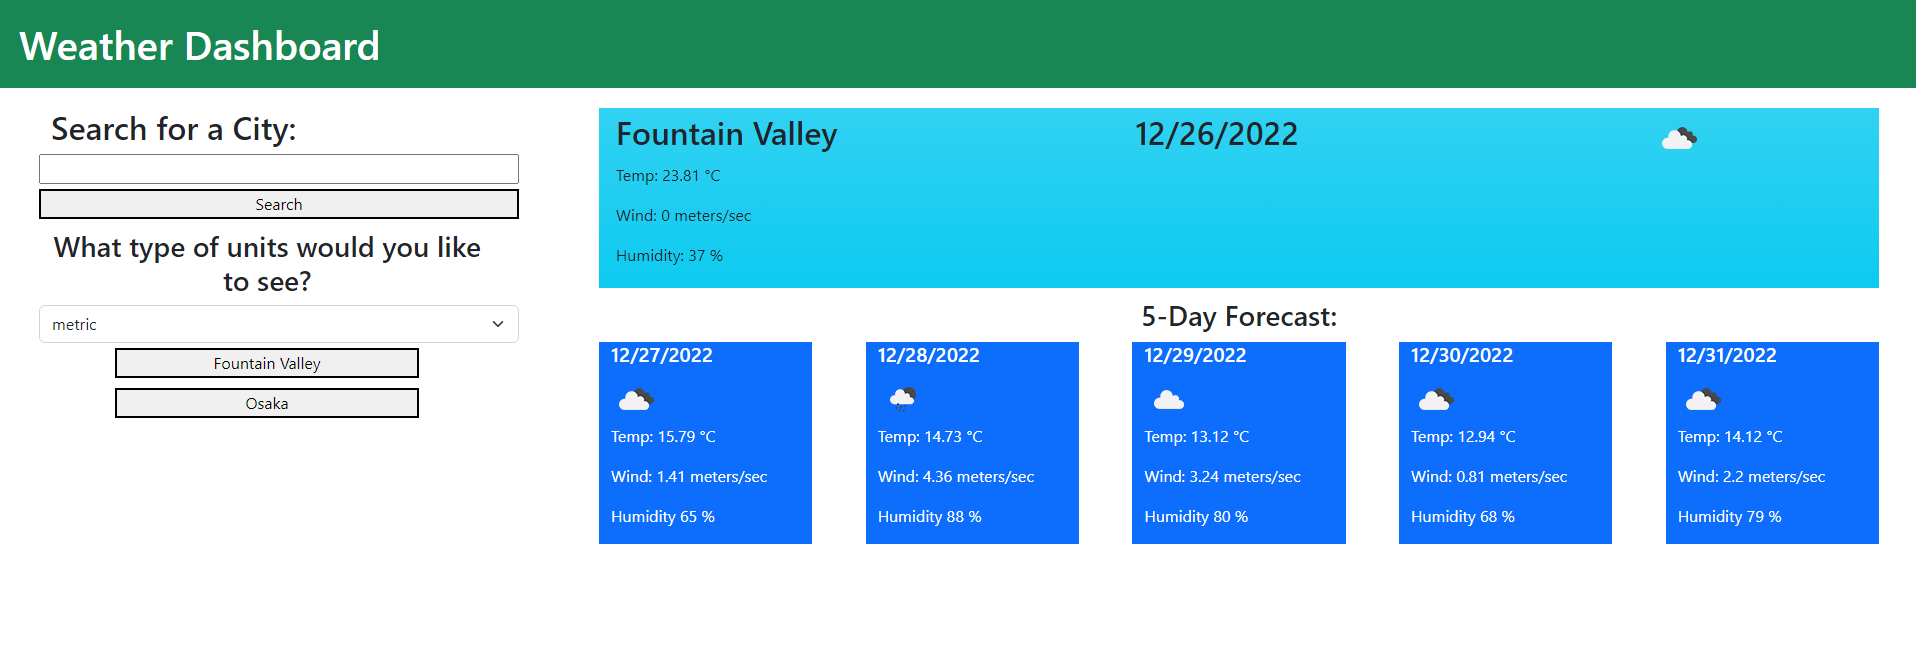 Weather Dashboard
Search for a City:
Search
What type of units would you like
to see?
metric
Fountain Valley
Osaka
Fountain Valley
12/26/2022
Temp: 23.81 °C
Wind: 0 meters/sec
Humidity: 37 %
5-Day Forecast:
12/27/2022
Temp: 15.79 °C
Wind: 1.41 meters/sec
Humidity 65 %
12/28/2022
Temp: 14.73 °C
Wind: 4.36 meters/sec
Humidity 88 %
12/29/2022
Temp: 13.12 °C
Wind: 3.24 meters/sec
Humidity 80 %
12/30/2022
Temp: 12.94 °C
Wind: 0.81 meters/sec
Humidity 68 %
12/31/2022
Temp: 14.12 °C
Wind: 2.2 meters/sec
Humidity 79 %